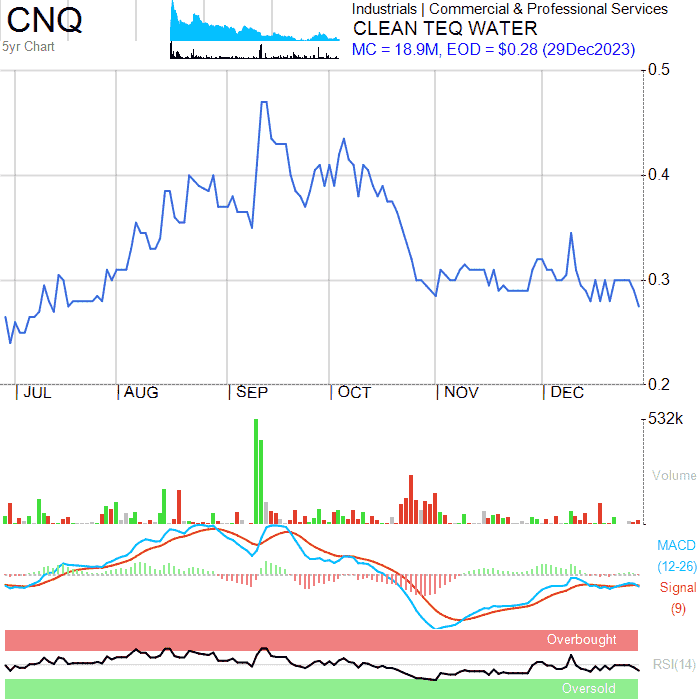 CNQ
5yr Chart
Industrials | Commercial & Professional Services
CLEAN TEQ WATER
MC = 18.9M, EOD = $0.28 (29Dec2023)
0.5
0.4
0.3
0.2
| JUL | AUG | SEP | OCT | NOV | DEC
532k
Volume
MACD
(12-26)
Signal
(9)
Overbought
RSI(14)
Oversold